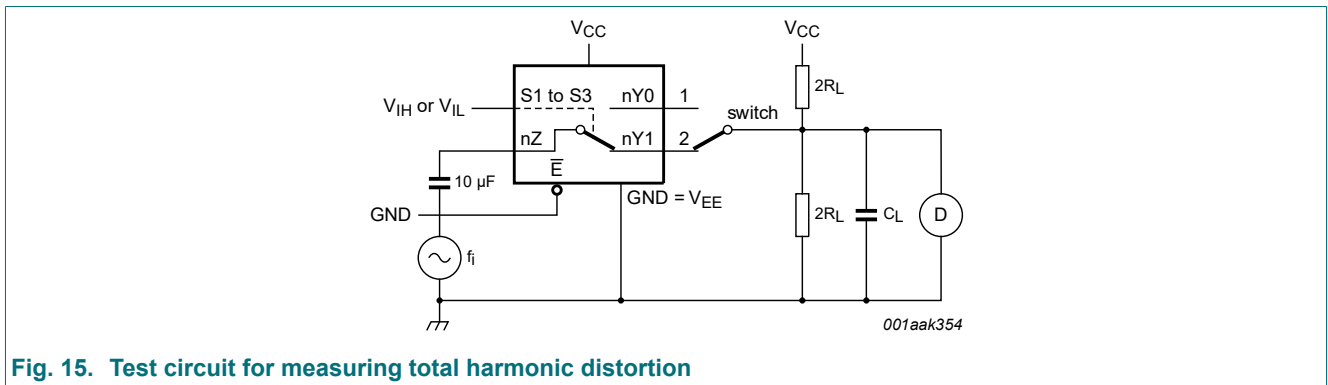 VCC
VCC
S1 to S3
nY0
1
2RL
VIH or VIL
switch
nZ
nY1
2
E
10 µF
GND = VEE
GND
2RL
CL
D
fi
001aak354
Fig. 15. Test circuit for measuring total harmonic distortion